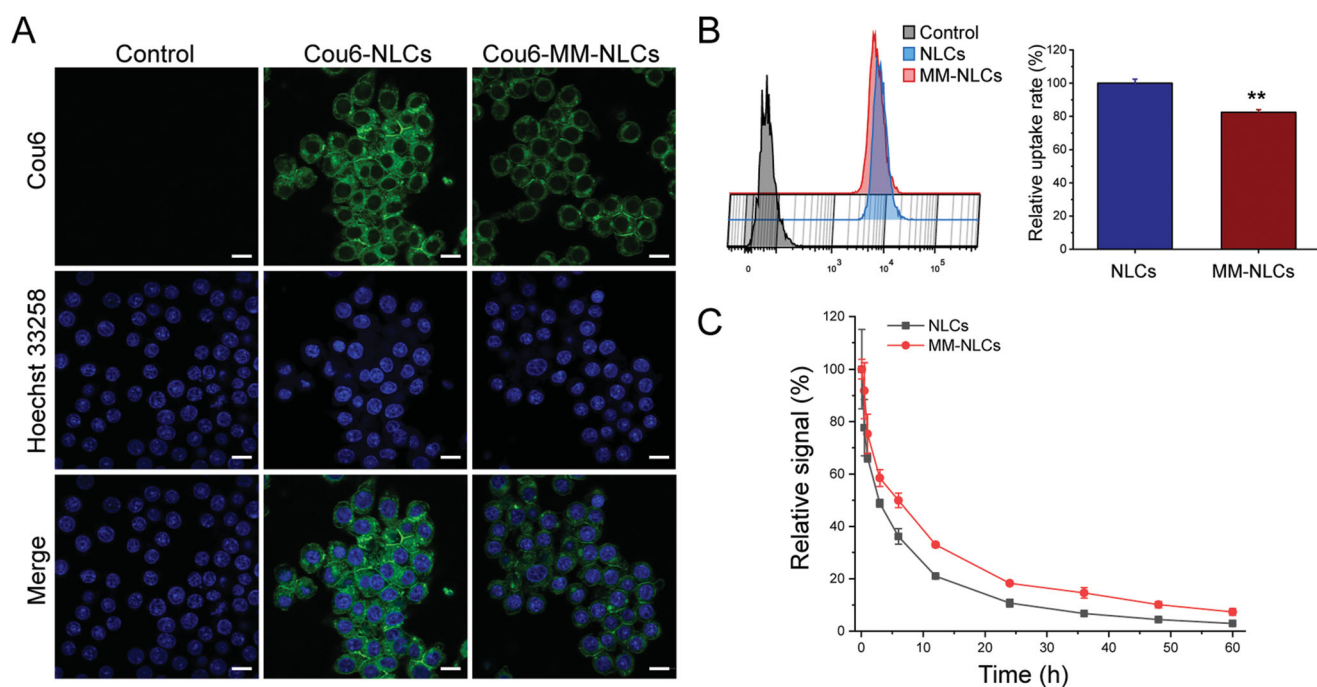 A
Control
Cou6-NLCs
Cou6-MM-NLCs
Cou6
Hoechst 33258
Merge
B
Control
NLCs
MM-NLCs
0
10³
10⁴
10⁵
Relative uptake rate (%)
120
100
80
60
40
20
0
**
NLCs
MM-NLCs
C
NLCs
MM-NLCs
Relative signal (%)
120
100
80
60
40
20
0
0
10
20
30
40
50
60
Time (h)